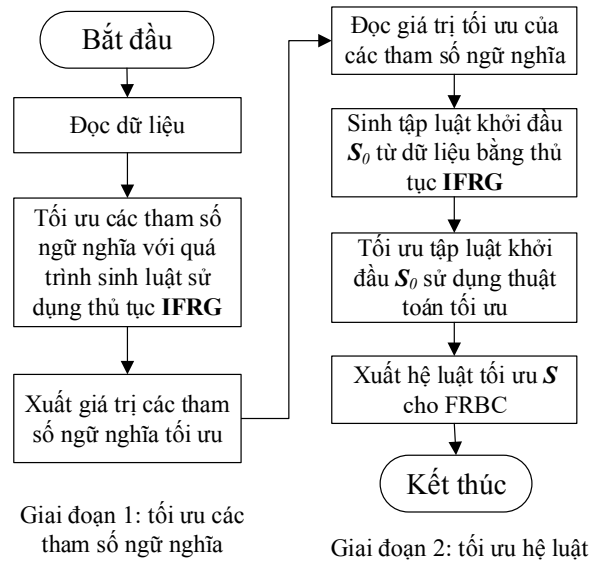 Bắt đầu
Đọc dữ liệu
Tối ưu các tham số
ngữ nghĩa với quá
trình sinh luật sử
dụng thủ tục IFRG
Xuất giá trị các tham
số ngữ nghĩa tối ưu
Giai đoạn 1: tối ưu các
tham số ngữ nghĩa
Đọc giá trị tối ưu của
các tham số ngữ nghĩa
Sinh tập luật khởi đầu
S0 từ dữ liệu bằng thủ
tục IFRG
Tối ưu tập luật khởi
đầu S0 sử dụng thuật
toán tối ưu
Xuất hệ luật tối ưu S
cho FRBC
Kết thúc
Giai đoạn 2: tối ưu hệ luật